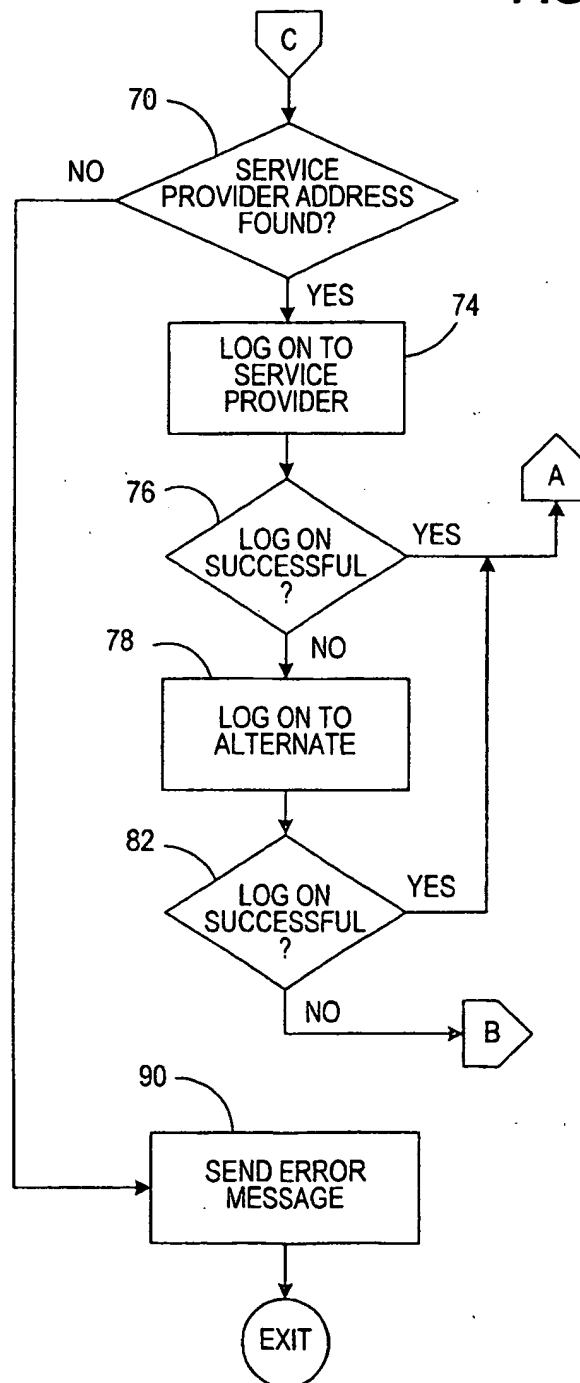 C
70
NO
SERVICE
PROVIDER ADDRESS
FOUND?
YES
74
LOG ON TO
SERVICE
PROVIDER
A
76
LOG ON
SUCCESSFUL
?
YES
NO
78
LOG ON TO
ALTERNATE
82
LOG ON
SUCCESSFUL
?
YES
NO
B
90
SEND ERROR
MESSAGE
EXIT